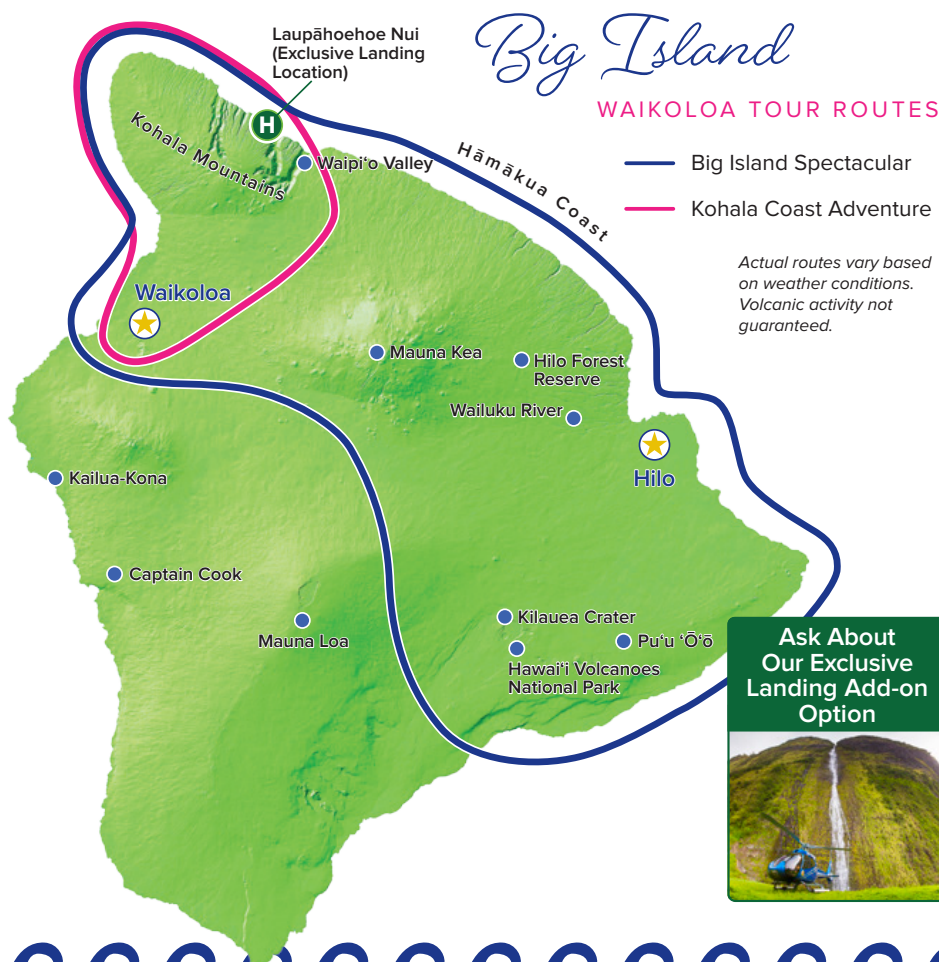 Big Island
WAIKOLOA TOUR ROUTES
Big Island Spectacular
Kohala Coast Adventure
Actual routes vary based
on weather conditions.
Volcanic activity not
guaranteed.
Laupāhoehoe Nui
(Exclusive Landing
Location)
H
Kohala Mountains
Waipi‘o Valley
Hāmākua Coast
Waikoloa
Mauna Kea
Hilo Forest
Reserve
Wailuku River
Hilo
Kailua-Kona
Captain Cook
Mauna Loa
Kilauea Crater
Pu‘u ‘Ō‘ō
Hawai‘i Volcanoes
National Park
Ask About
Our Exclusive
Landing Add-on
Option